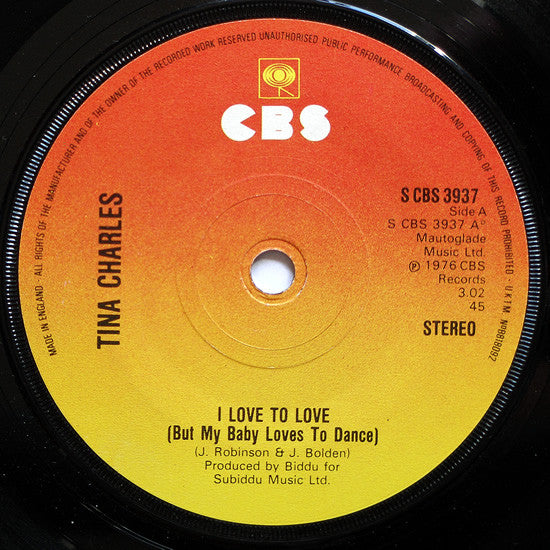 MADE IN ENGLAND · ALL RIGHTS OF THE MANUFACTURER AND OF THE OWNER OF THE RECORDED WORK RESERVED UNAUTHORISED PUBLIC PERFORMANCE BROADCASTING AND COPYING OF THIS RECORD PROHIBITED · U.K.T.M. Nº BB18092
CBS
TINA CHARLES
S CBS 3937
Side A
S CBS 3937 Aº
Mautoglade
Music Ltd.
℗ 1976 CBS
Records
3.02
45
STEREO
I LOVE TO LOVE
(But My Baby Loves To Dance)
(J. Robinson & J. Bolden)
Produced by Biddu for
Subiddu Music Ltd.